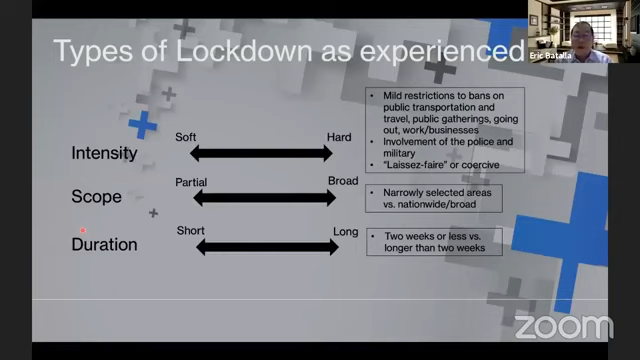 Types of Lockdown as experienced
Eric Batalla
Intensity
Soft
Hard
• Mild restrictions to bans on
public transportation and
travel, public gatherings, going
out, work/businesses
• Involvement of the police and
military
• “Laissez-faire” or coercive
Scope
Partial
Broad
• Narrowly selected areas
vs. nationwide/broad
Duration
Short
Long
• Two weeks or less vs.
longer than two weeks
zoom